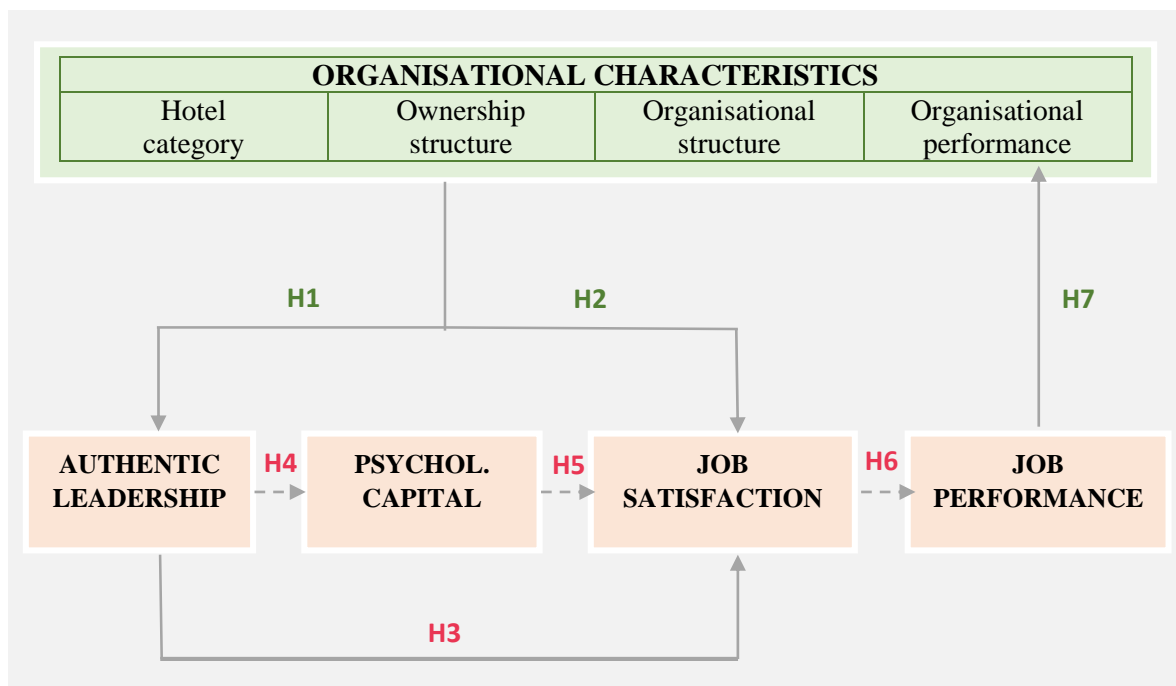 ORGANISATIONAL CHARACTERISTICS
Hotel category
Ownership structure
Organisational structure
Organisational performance
H1
H2
H7
AUTHENTIC
LEADERSHIP
H4
PSYCHOL.
CAPITAL
H5
JOB
SATISFACTION
H6
JOB
PERFORMANCE
H3